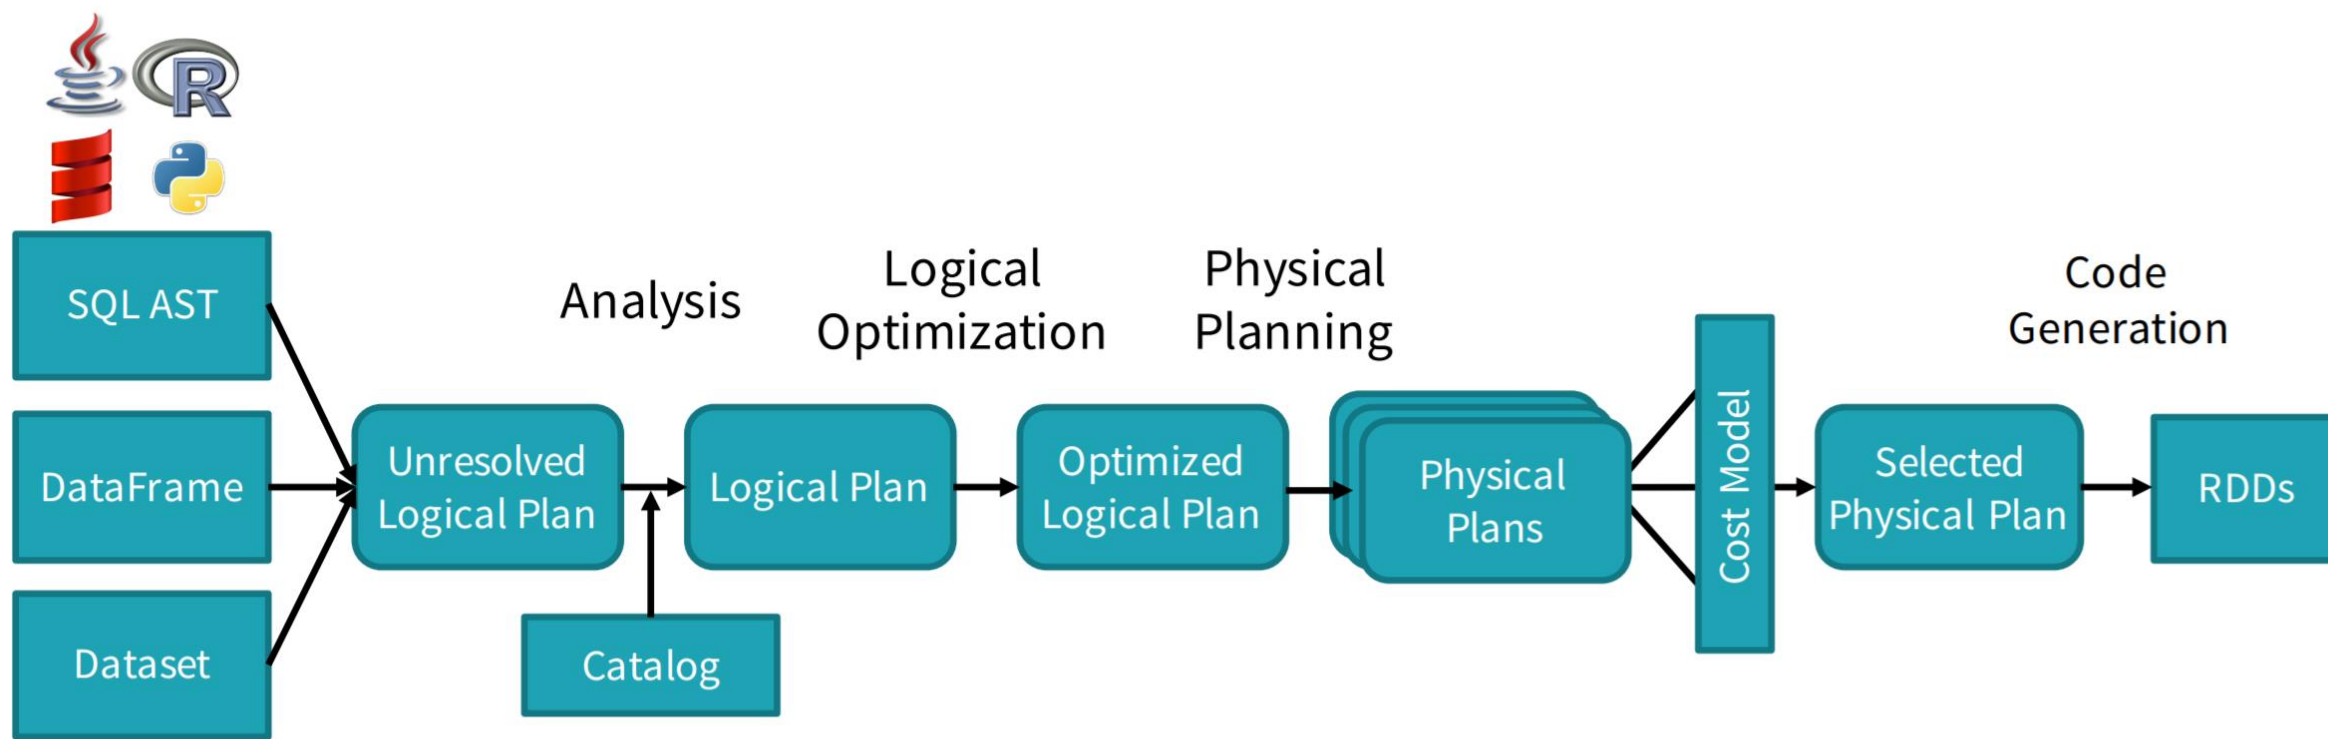 R
SQL AST
DataFrame
Dataset
Analysis
Unresolved
Logical Plan
Catalog
Logical
Optimization
Logical Plan
Optimized
Logical Plan
Physical
Planning
Physical
Plans
Cost Model
Selected
Physical Plan
Code
Generation
RDDs